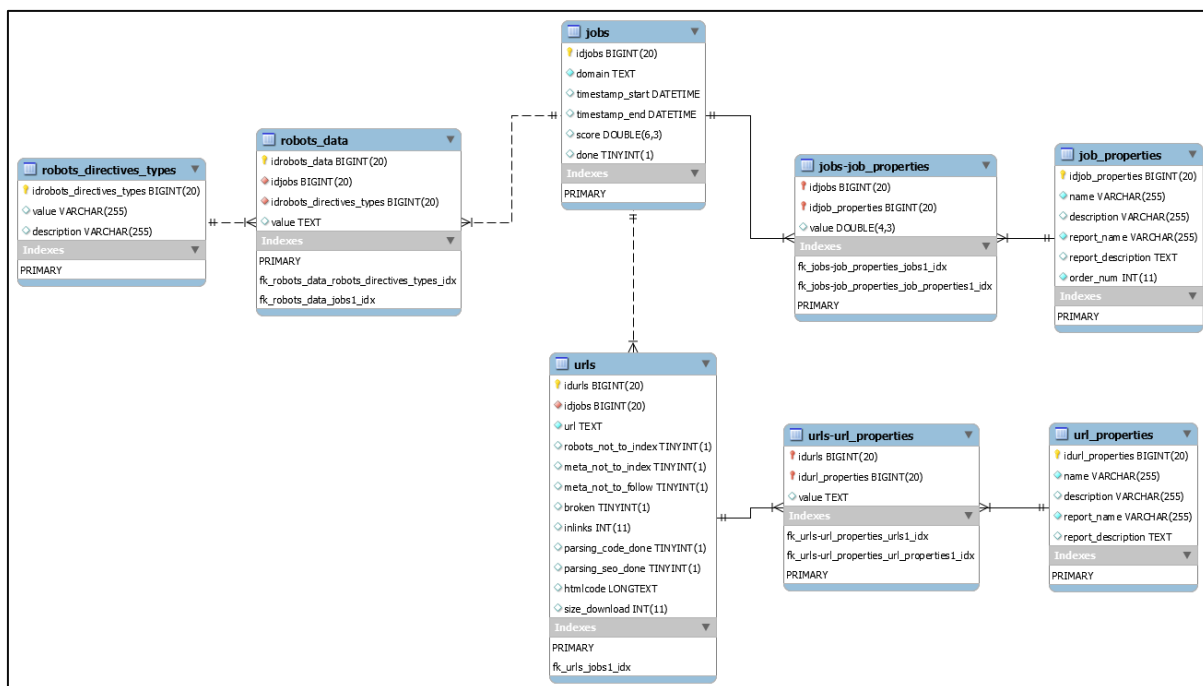 jobs
idjobs BIGINT(20)
domain TEXT
timestamp_start DATETIME
timestamp_end DATETIME
score DOUBLE(6,3)
done TINYINT(1)
Indexes
PRIMARY
robots_data
idrobots_data BIGINT(20)
idjobs BIGINT(20)
idrobots_directives_types BIGINT(20)
value TEXT
Indexes
PRIMARY
fk_robots_data_robots_directives_types_idx
fk_robots_data_jobs1_idx
robots_directives_types
idrobots_directives_types BIGINT(20)
value VARCHAR(255)
description VARCHAR(255)
Indexes
PRIMARY
jobs-job_properties
idjobs BIGINT(20)
idjob_properties BIGINT(20)
value DOUBLE(4,3)
Indexes
fk_jobs-job_properties_jobs1_idx
fk_jobs-job_properties_job_properties1_idx
PRIMARY
job_properties
idjob_properties BIGINT(20)
name VARCHAR(255)
description VARCHAR(255)
report_name VARCHAR(255)
report_description TEXT
order_num INT(11)
Indexes
PRIMARY
urls
idurls BIGINT(20)
idjobs BIGINT(20)
url TEXT
robots_not_to_index TINYINT(1)
meta_not_to_index TINYINT(1)
meta_not_to_follow TINYINT(1)
broken TINYINT(1)
inlinks INT(11)
parsing_code_done TINYINT(1)
parsing_seo_done TINYINT(1)
htmlcode LONGTEXT
size_download INT(11)
Indexes
PRIMARY
fk_urls_jobs1_idx
urls-url_properties
idurls BIGINT(20)
idurl_properties BIGINT(20)
value TEXT
Indexes
fk_urls-url_properties_urls1_idx
fk_urls-url_properties_url_properties1_idx
PRIMARY
url_properties
idurl_properties BIGINT(20)
name VARCHAR(255)
description VARCHAR(255)
report_name VARCHAR(255)
report_description TEXT
Indexes
PRIMARY